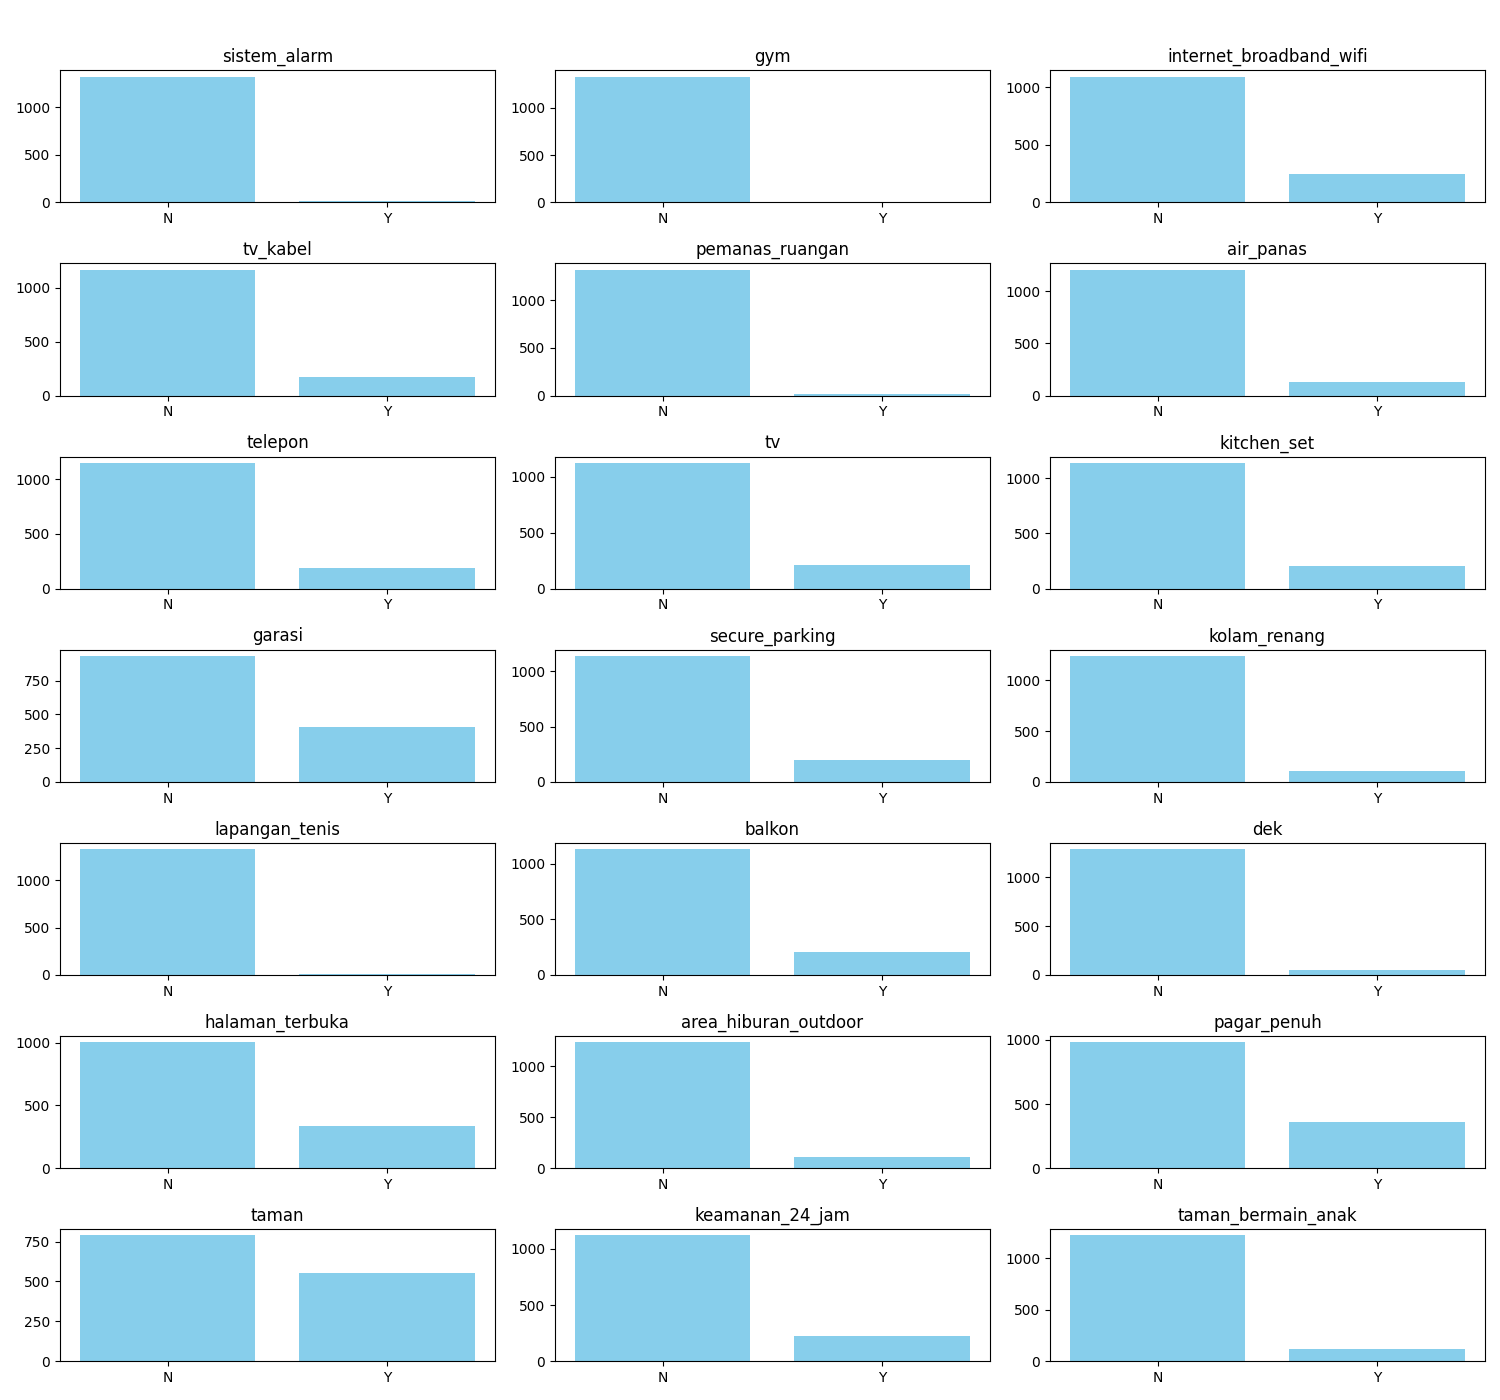 sistem_alarm
1000
500
0
N Y
gym
1000
500
0
N Y
internet_broadband_wifi
1000
500
0
N Y
tv_kabel
1000
500
0
N Y
pemanas_ruangan
1000
500
0
N Y
air_panas
1000
500
0
N Y
telepon
1000
500
0
N Y
tv
1000
500
0
N Y
kitchen_set
1000
500
0
N Y
garasi
750
500
250
0
N Y
secure_parking
1000
500
0
N Y
kolam_renang
1000
500
0
N Y
lapangan_tenis
1000
500
0
N Y
balkon
1000
500
0
N Y
dek
1000
500
0
N Y
halaman_terbuka
1000
500
0
N Y
area_hiburan_outdoor
1000
500
0
N Y
pagar_penuh
1000
500
0
N Y
taman
750
500
250
0
N Y
keamanan_24_jam
1000
500
0
N Y
taman_bermain_anak
1000
500
0
N Y